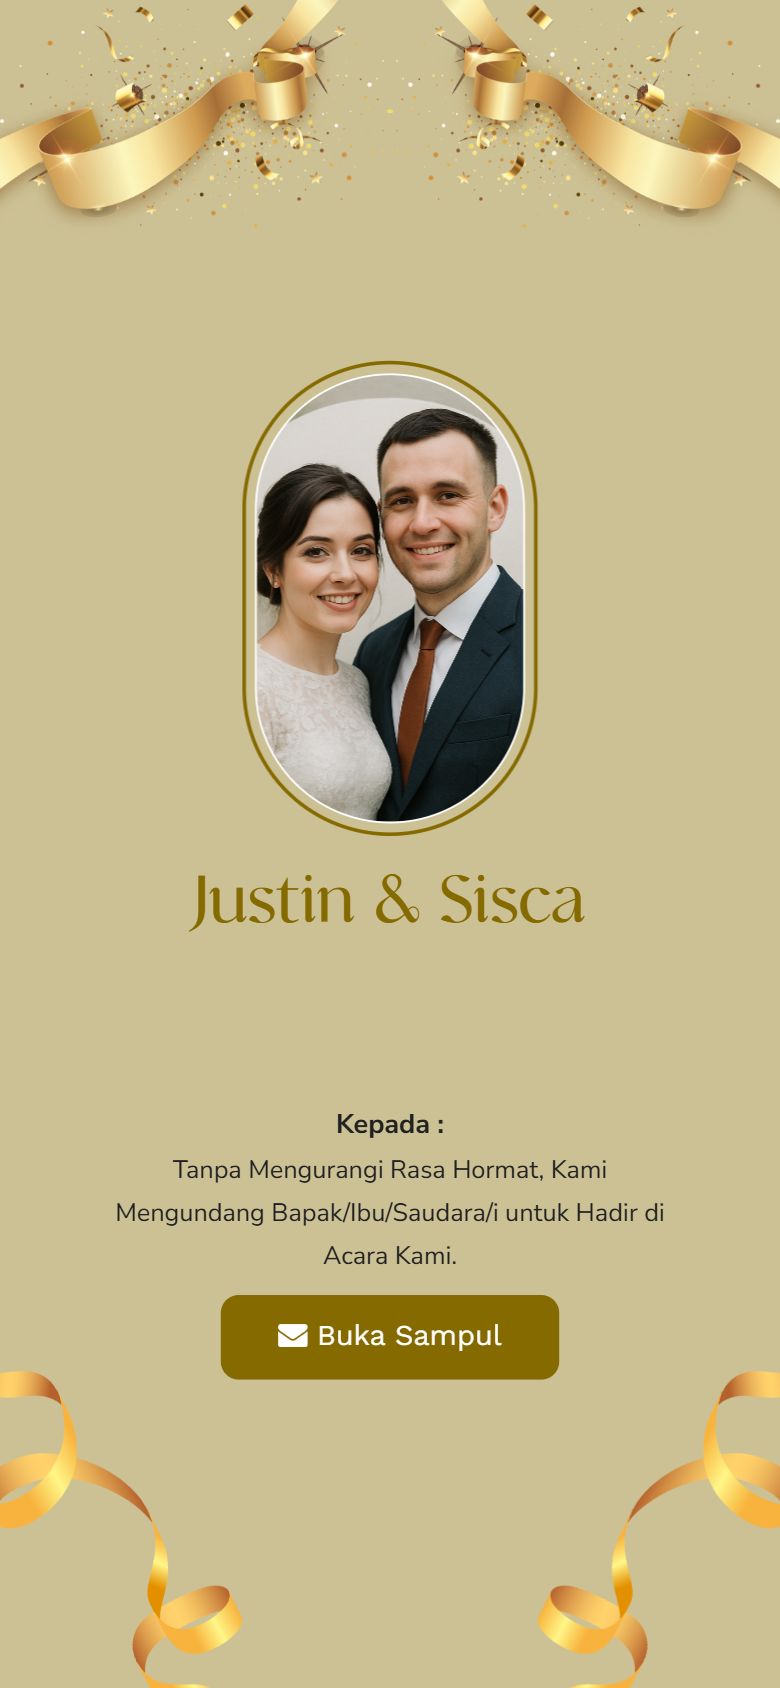 Justin & Sisca
Kepada :
Tanpa Mengurangi Rasa Hormat, Kami
Mengundang Bapak/Ibu/Saudara/i untuk Hadir di
Acara Kami.
Buka Sampul